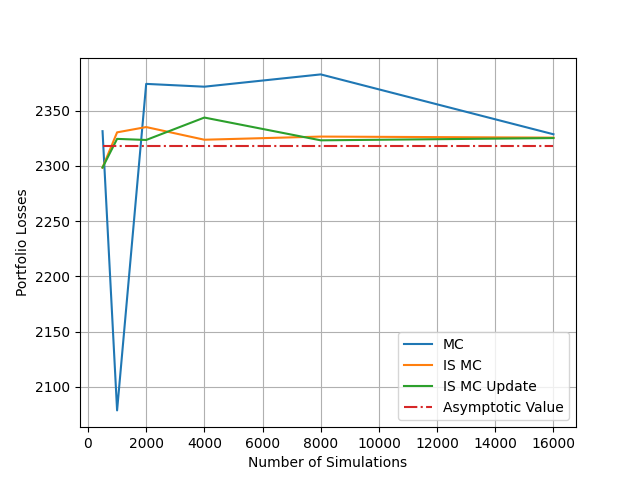 2350
2300
2250
2200
2150
2100
Portfolio Losses
0 2000 4000 6000 8000 10000 12000 14000 16000
Number of Simulations
MC
IS MC
IS MC Update
Asymptotic Value